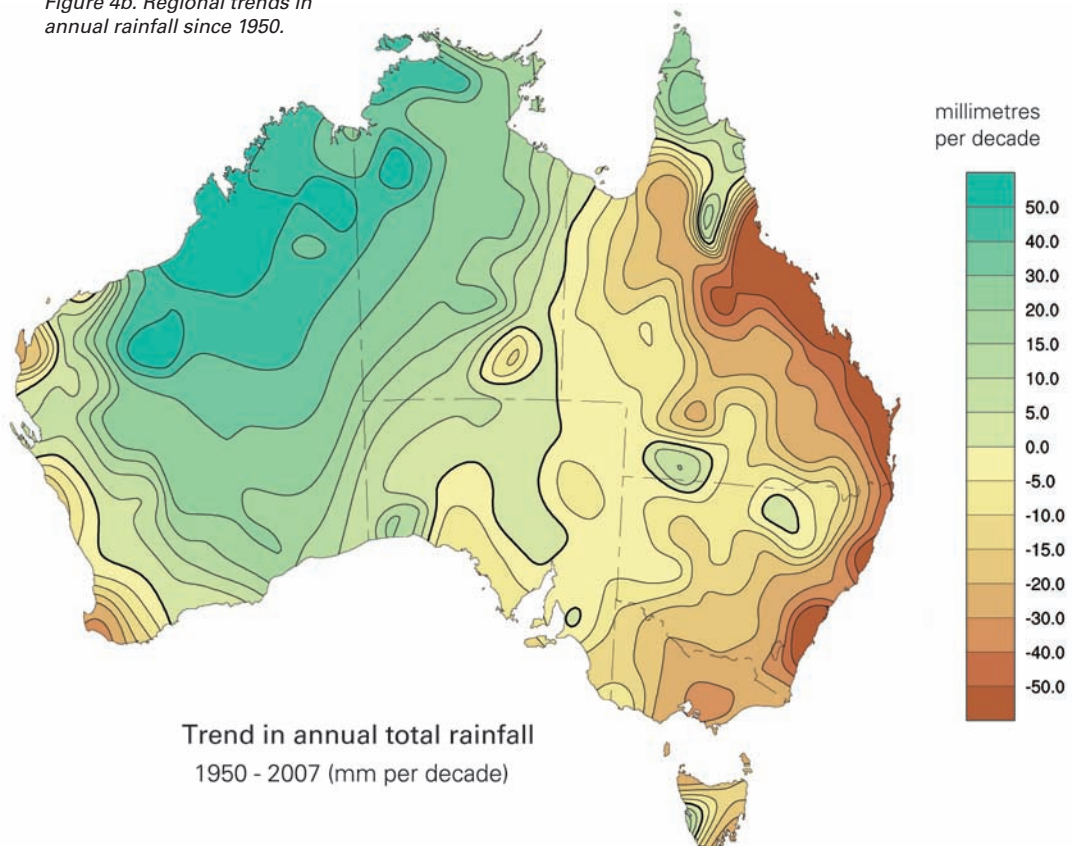 Figure 4b. Regional trends in
annual rainfall since 1950.
millimetres
per decade
50.0
40.0
30.0
20.0
15.0
10.0
5.0
0.0
-5.0
-10.0
-15.0
-20.0
-30.0
-40.0
-50.0
Trend in annual total rainfall
1950 - 2007 (mm per decade)